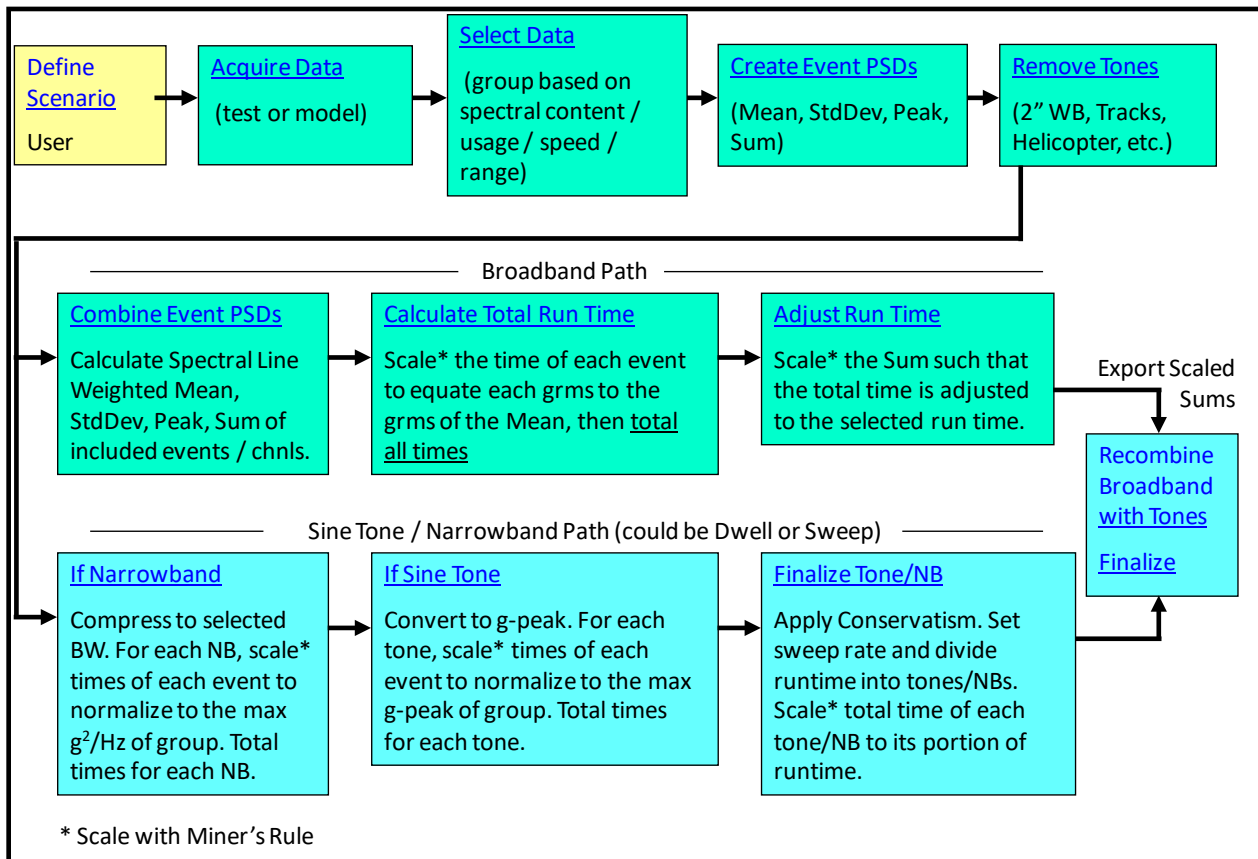 Define
Scenario
User
Acquire Data
(test or model)
Select Data
(group based on
spectral content /
usage / speed /
range)
Create Event PSDs
(Mean, StdDev, Peak,
Sum)
Remove Tones
(2” WB, Tracks,
Helicopter, etc.)
Broadband Path
Combine Event PSDs
Calculate Spectral Line
Weighted Mean,
StdDev, Peak, Sum of
included events / chnls.
Calculate Total Run Time
Scale* the time of each event
to equate each grms to the
grms of the Mean, then total
all times
Adjust Run Time
Scale* the Sum such that
the total time is adjusted
to the selected run time.
Export Scaled
Sums
Recombine
Broadband
with Tones
Finalize
Sine Tone / Narrowband Path (could be Dwell or Sweep)
If Narrowband
Compress to selected
BW. For each NB, scale*
times of each event to
normalize to the max
g²/Hz of group. Total
times for each NB.
If Sine Tone
Convert to g-peak. For each
tone, scale* times of each
event to normalize to the max
g-peak of group. Total times
for each tone.
Finalize Tone/NB
Apply Conservatism. Set
sweep rate and divide
runtime into tones/NBs.
Scale* total time of each
tone/NB to its portion of
runtime.
* Scale with Miner’s Rule